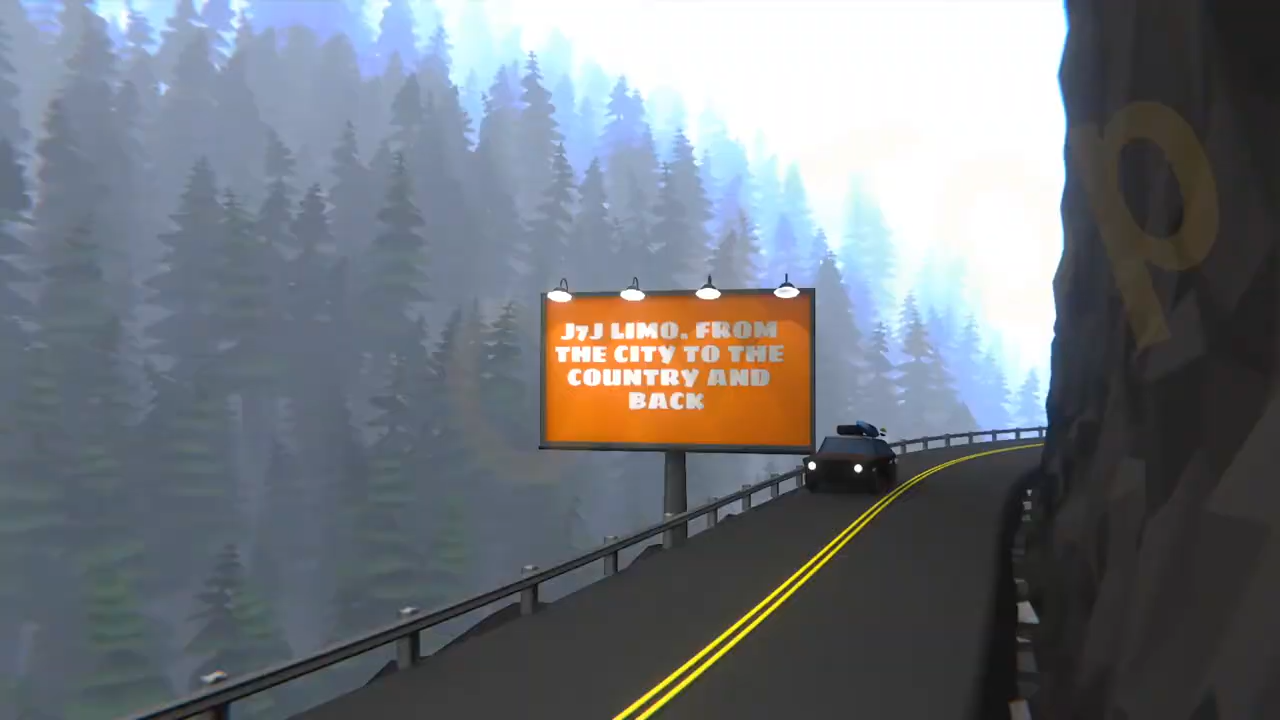 J7J LIMO. FROM
THE CITY TO THE
COUNTRY AND
BACK
p